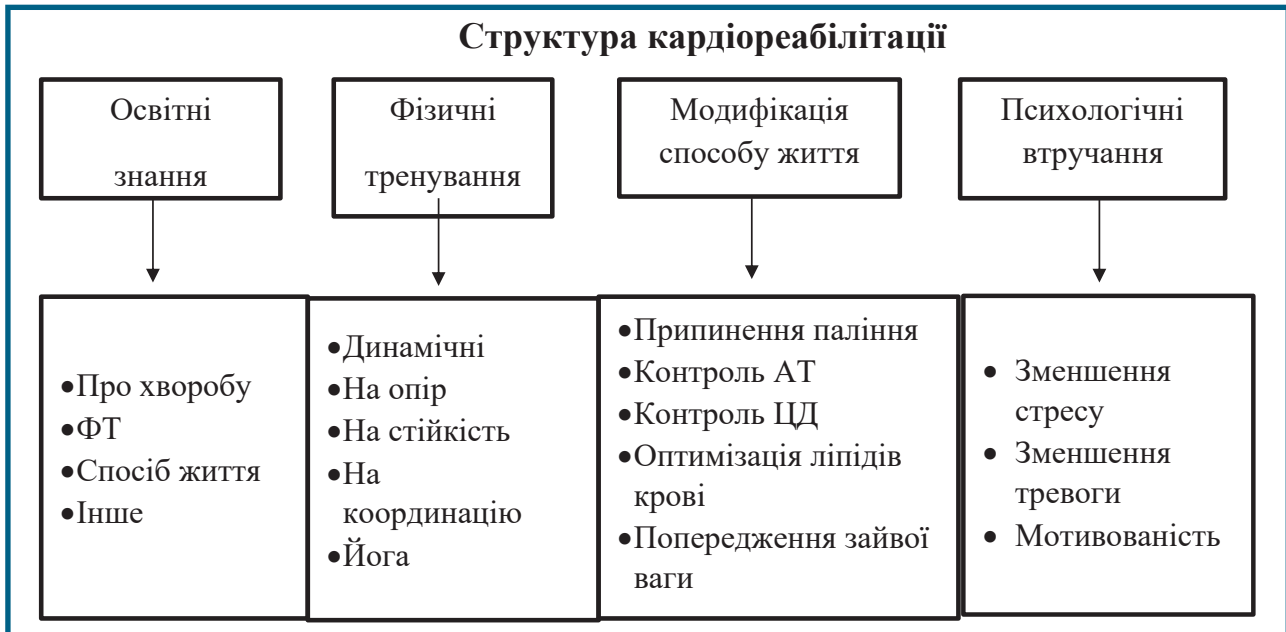 Структура кардіореабілітації
Освітні
знання
Фізичні
тренування
Модифікація
способу життя
Психологічні
втручання
•Про хворобу
•ФТ
•Спосіб життя
•Інше
•Динамічні
•На опір
•На стійкість
•На
координацію
•Йога
•Припинення паління
•Контроль АТ
•Контроль ЦД
•Оптимізація ліпідів
крові
•Попередження зайвої
ваги
• Зменшення
стресу
• Зменшення
тревоги
• Мотивованість